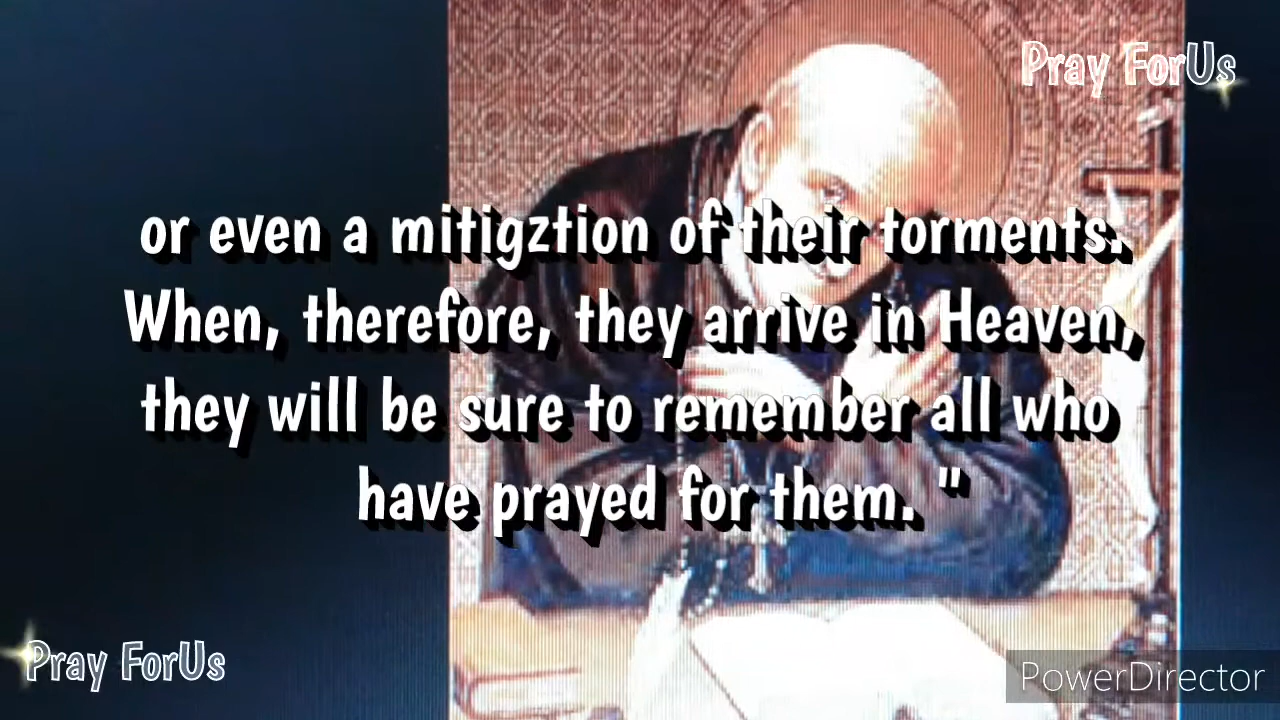 Pray ForUs
or even a mitigztion of their torments.
When, therefore, they arrive in Heaven,
they will be sure to remember all who
have prayed for them. "
Pray ForUs
PowerDirector